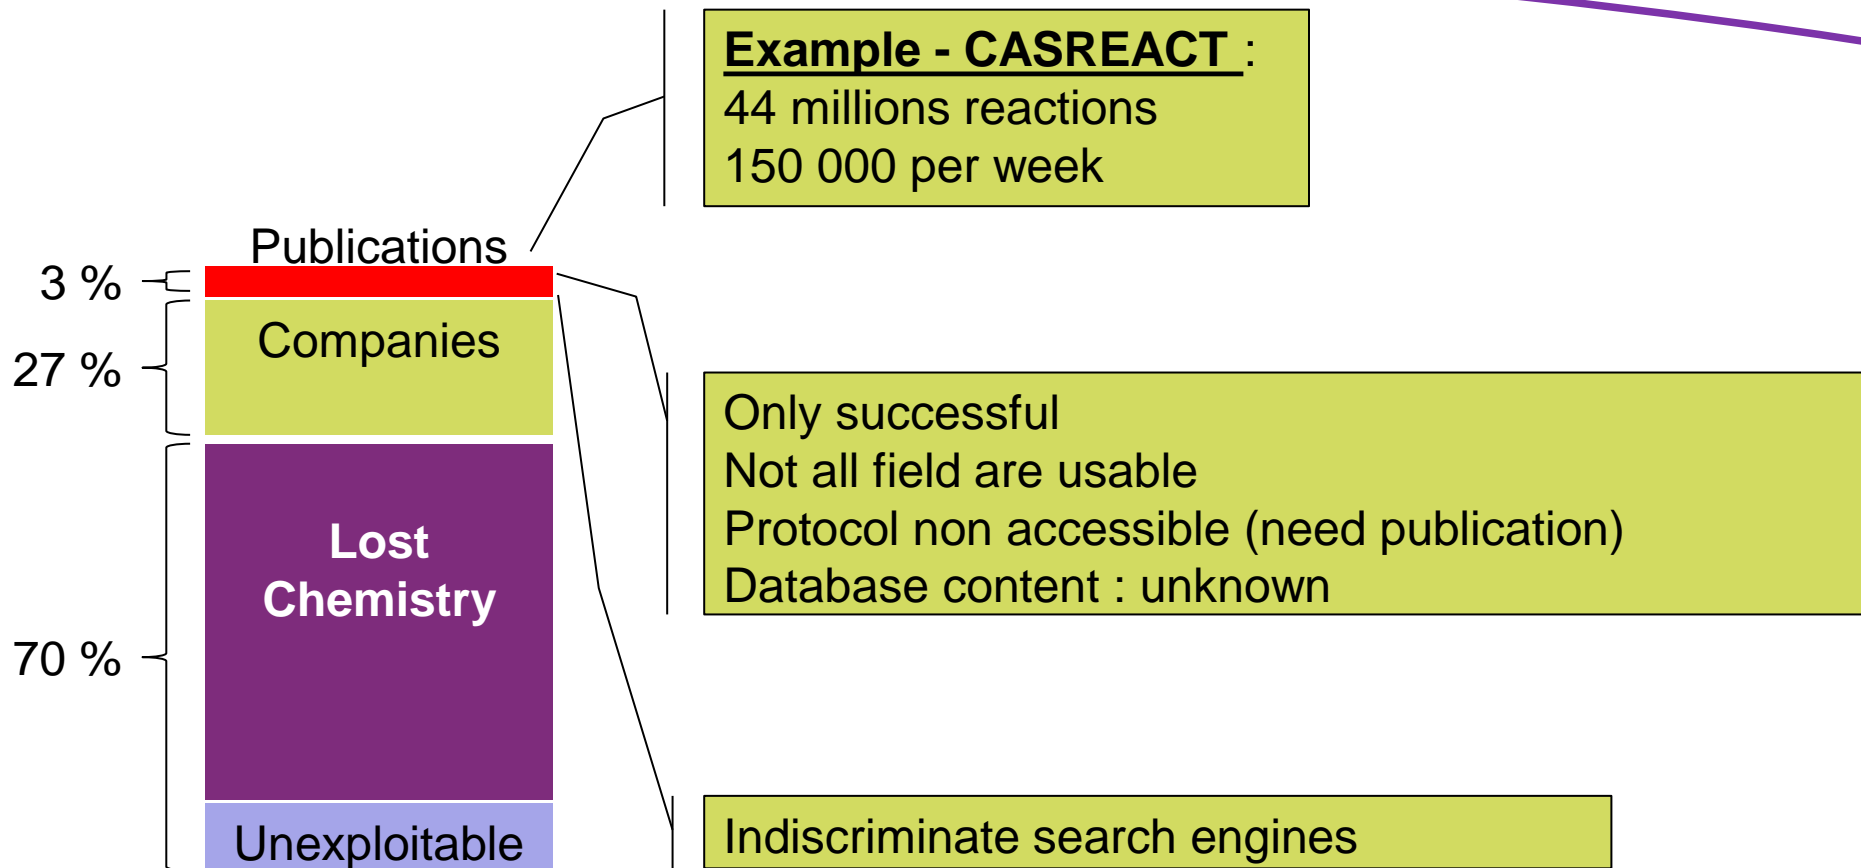 Example - CASREACT :
44 millions reactions
150 000 per week
Publications
3 %
Companies
27 %
Only successful
Not all field are usable
Protocol non accessible (need publication)
Database content : unknown
Lost
Chemistry
70 %
Unexploitable
Indiscriminate search engines